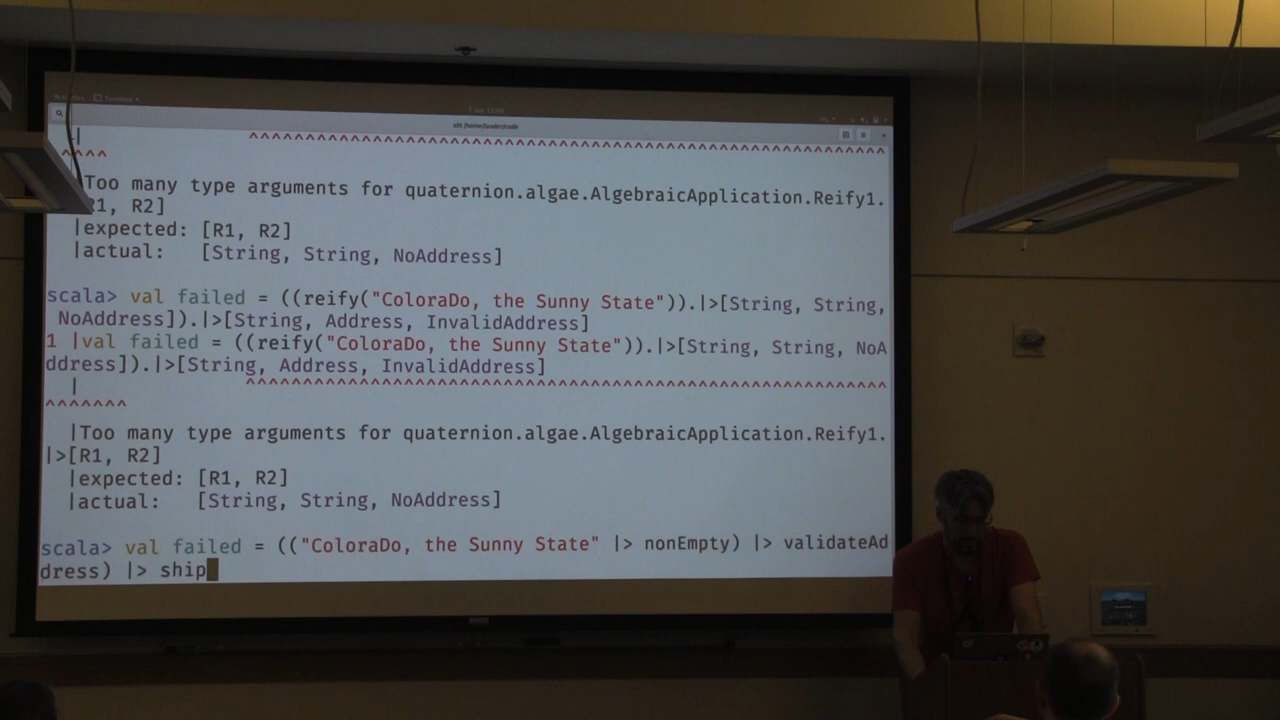 |
^^^^^^^^^^^^^^^^^^^^^^^^^^^^^^^^^^^^^^^^^^^^^^^^^^^^^^^^^
^^^^
Too many type arguments for quaternion.algae.AlgebraicApplication.Reify1.
R1, R2]
|expected: [R1, R2]
|actual:   [String, String, NoAddress]
scala> val failed = ((reify("ColoraDo, the Sunny State")).|>[String, String,
NoAddress]).|>[String, Address, InvalidAddress]
1 |val failed = ((reify("ColoraDo, the Sunny State")).|>[String, String, NoA
ddress]).|>[String, Address, InvalidAddress]
|
^^^^^^^^^^^^^^^^^^^^^^^^^^^^^^^^^^^^^^^^^^^^^^^^^^^^^^^^^
^^^^^^^
|Too many type arguments for quaternion.algae.AlgebraicApplication.Reify1.
|>[R1, R2]
|expected: [R1, R2]
|actual:   [String, String, NoAddress]
scala> val failed = (("ColoraDo, the Sunny State" |> nonEmpty) |> validateAd
dress) |> ship